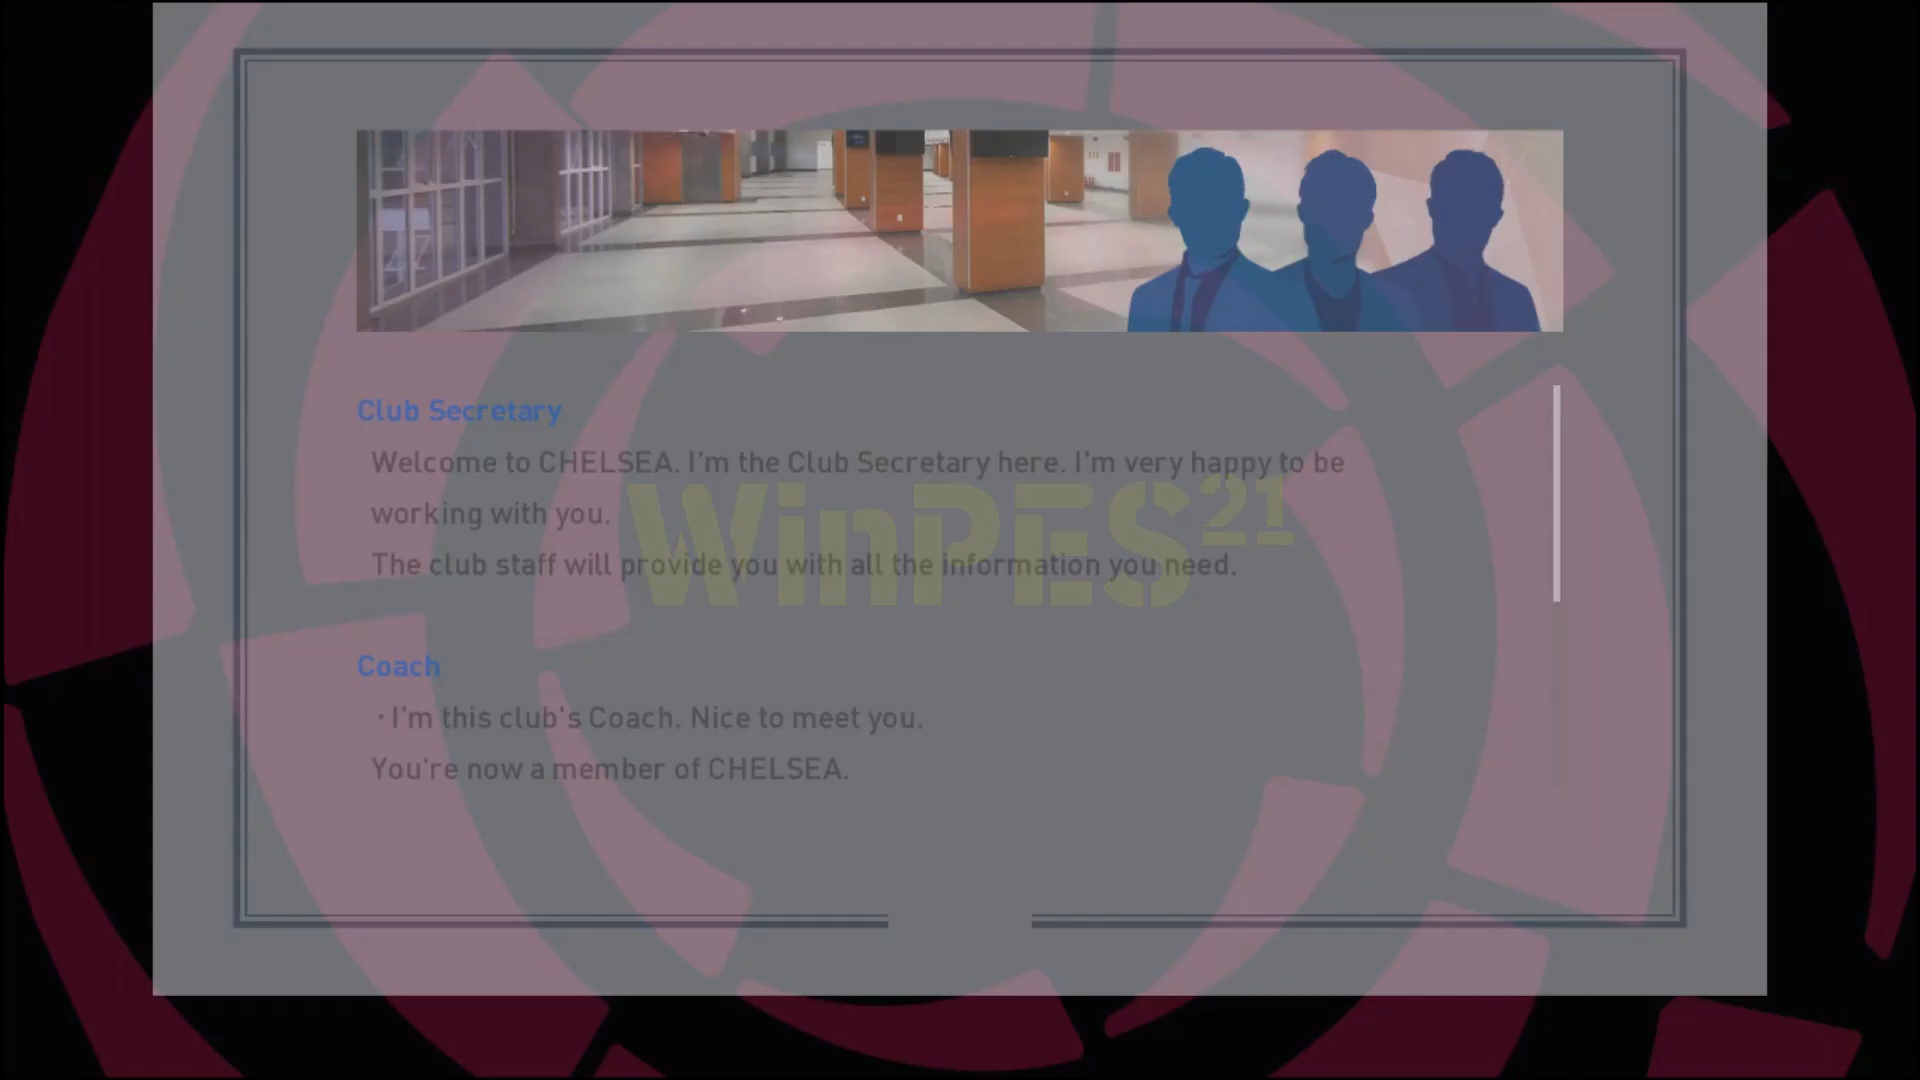 Club Secretary
Welcome to CHELSEA. I'm the Club Secretary here. I'm very happy to be
working with you.
WinPES21
The club staff will provide you with all the information you need.
Coach
・I'm this club's Coach. Nice to meet you.
You're now a member of CHELSEA.